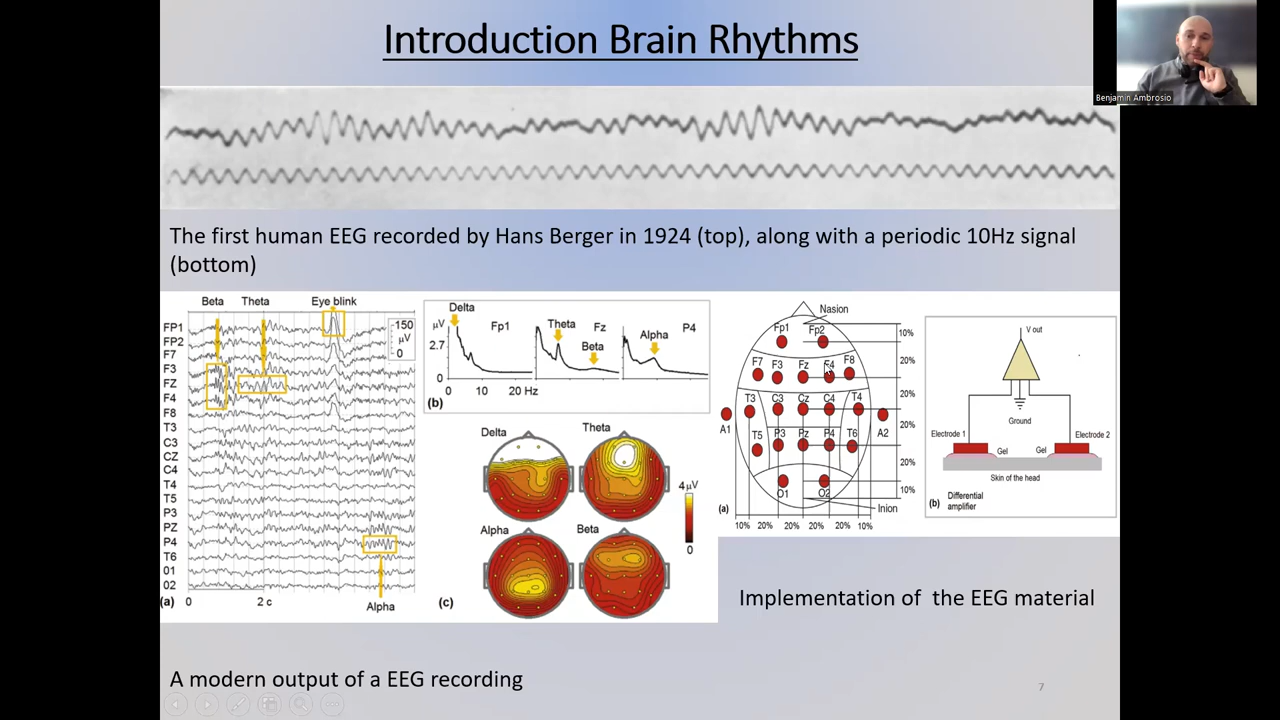 Introduction Brain Rhythms
Benjamin Ambrosio
The first human EEG recorded by Hans Berger in 1924 (top), along with a periodic 10Hz signal
(bottom)
Beta Theta Eye blink
FP1
FP2
F7
F3
FZ
F4
F8
T3
C3
CZ
C4
T4
T5
P3
PZ
P4
T6
01
02
150
μV
0
(a) 0 2 c Alpha
Delta
μV Fp1 Theta Fz P4
2.7 Beta Alpha
0
0 10 20 Hz
(b)
Delta Theta
Alpha Beta
4 μV
0
(c)
Nasion
Fp1 Fp2 10%
F7 F3 Fz F4 F8 20%
T3 C3 Cz C4 T4 20%
A1 A2
T5 P3 Pz P4 T6 20%
O1 O2 10%
Inion
(a)
10% 20% 20% 20% 20% 10%
V out
Ground
Electrode 1 Electrode 2
Gel Gel
Skin of the head
(b) Differential
amplifier
Implementation of the EEG material
A modern output of a EEG recording
7